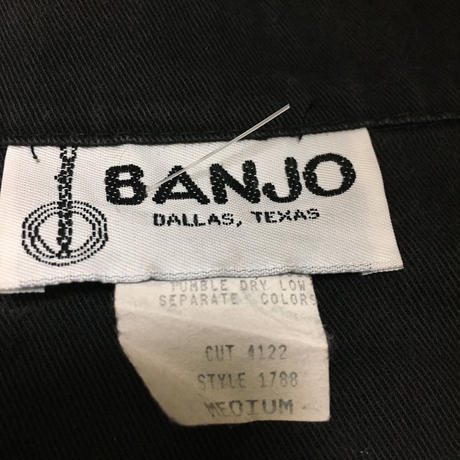 BANJO
DALLAS, TEXAS
TUMBLE DRY LOW
SEPARATE COLORS
CUT 4122
STYLE 1788
MEDIUM